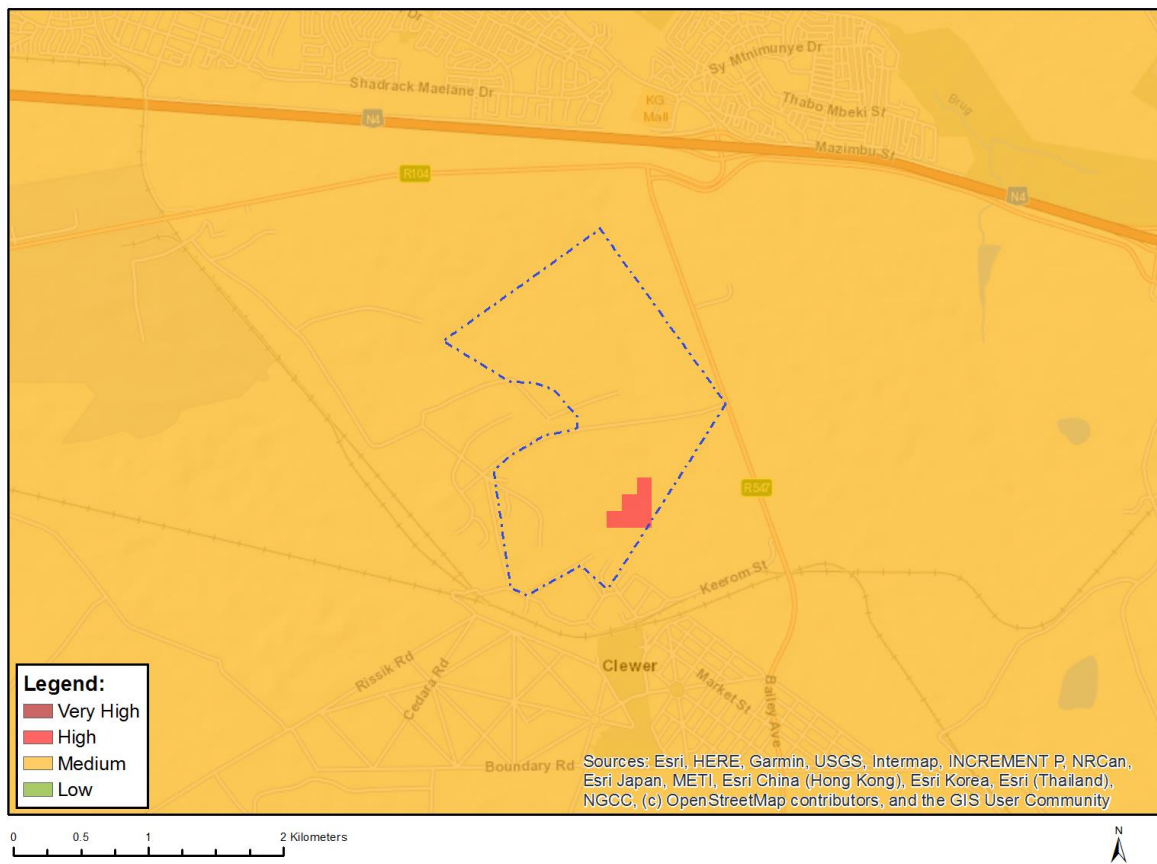 Dr
Sy Mtnimunye Dr
Shadrack Maelane Dr
KG
Mall
Thabo Mbeki St
Brug
N4
Mazimbu St
R104
N4
R547
Keerom St
Clewer
Rissik Rd
Cedara Rd
Market St
Bailey Ave
Boundary Rd
Legend:
Very High
High
Medium
Low
Sources: Esri, HERE, Garmin, USGS, Intermap, INCREMENT P, NRCan,
Esri Japan, METI, Esri China (Hong Kong), Esri Korea, Esri (Thailand),
NGCC, (c) OpenStreetMap contributors, and the GIS User Community
0 0.5 1 2 Kilometers
N